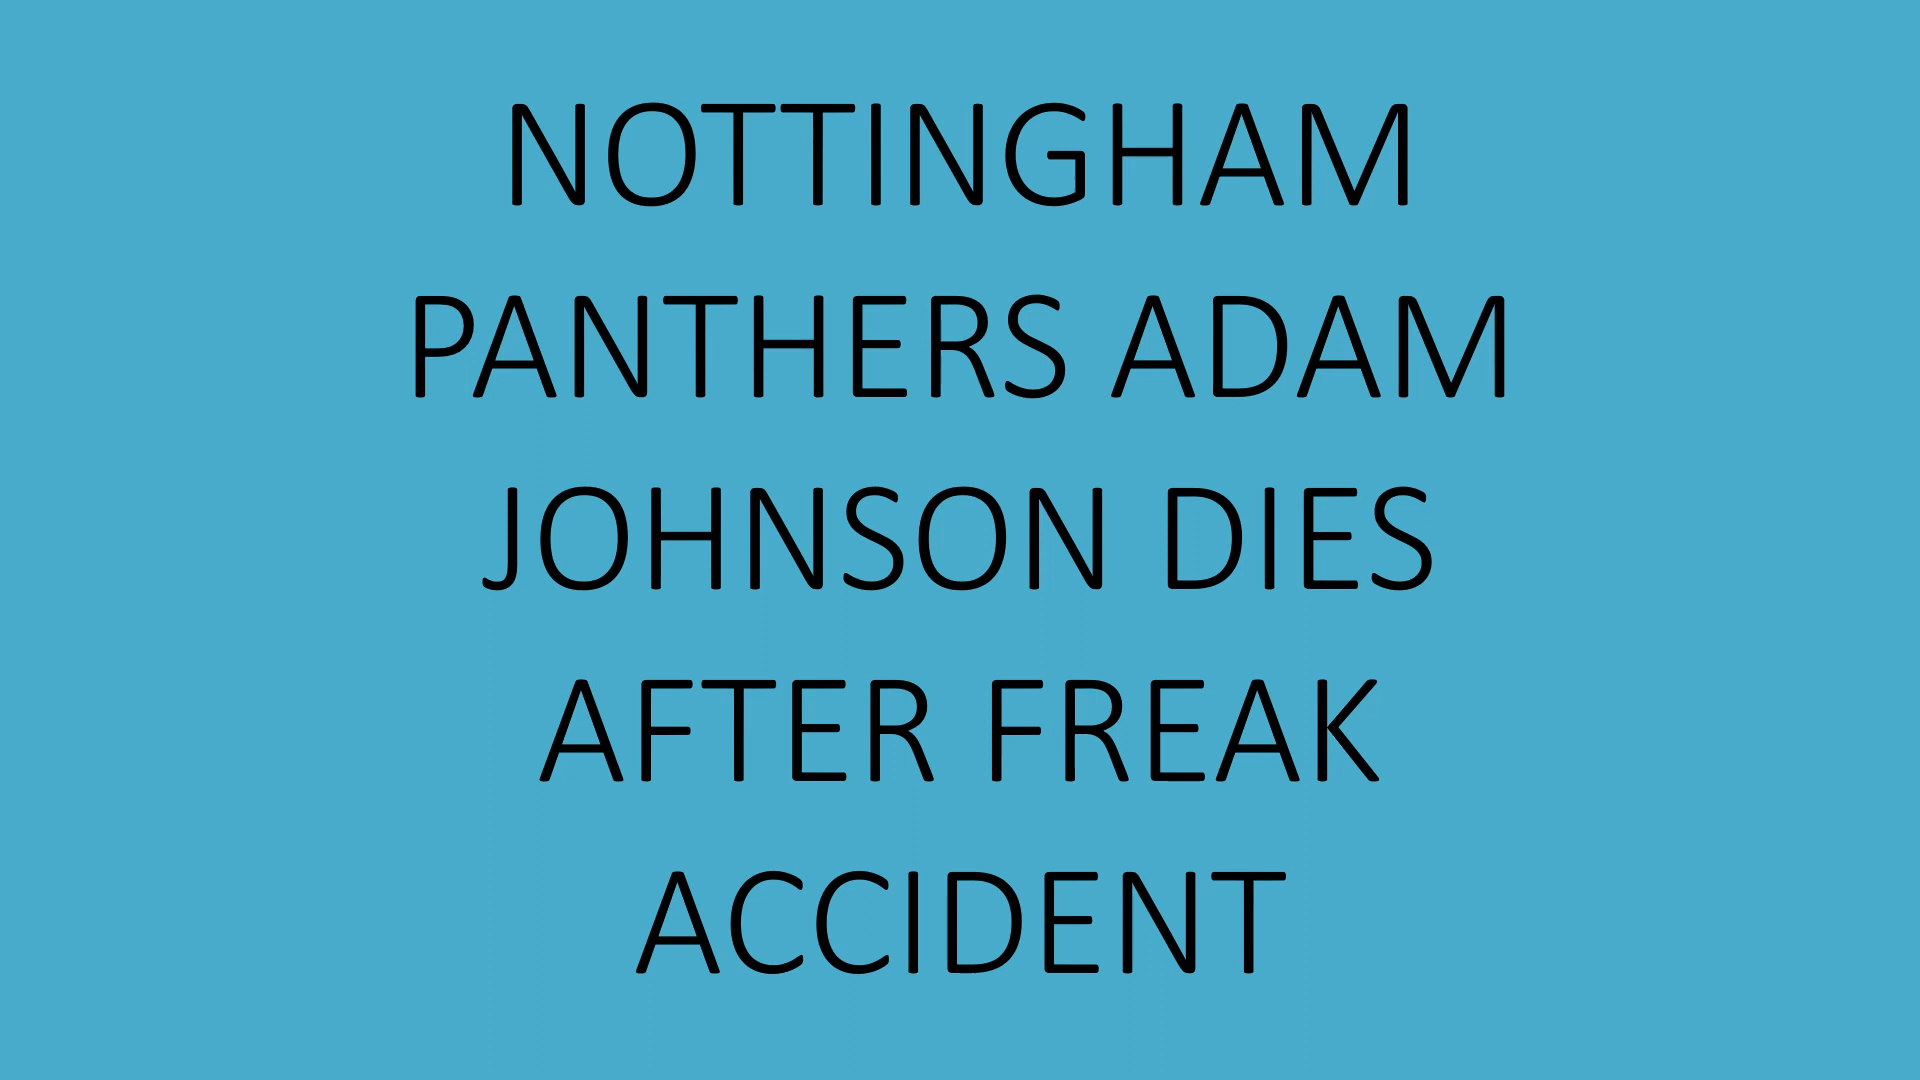 NOTTINGHAM
PANTHERS ADAM
JOHNSON DIES
AFTER FREAK
ACCIDENT